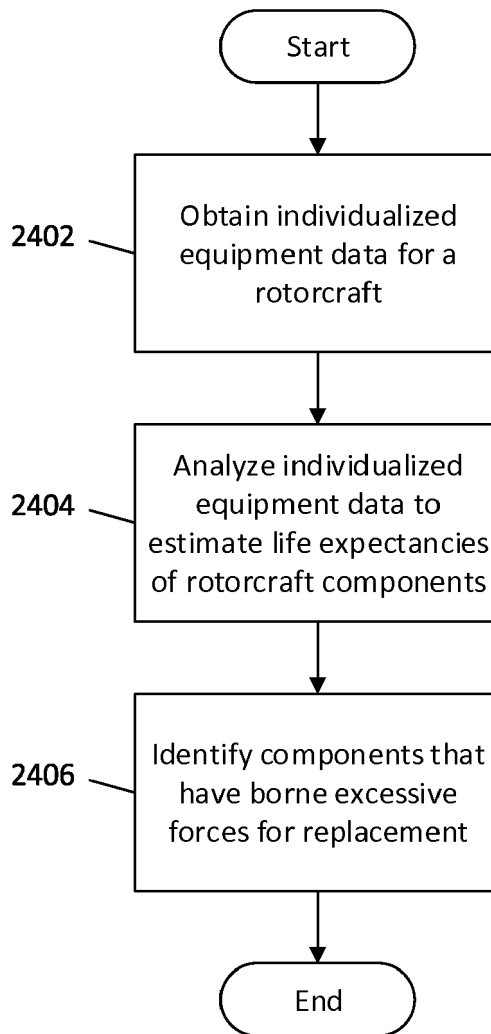 Start
2402
Obtain individualized
equipment data for a
rotorcraft
2404
Analyze individualized
equipment data to
estimate life expectancies
of rotorcraft components
2406
Identify components that
have borne excessive
forces for replacement
End